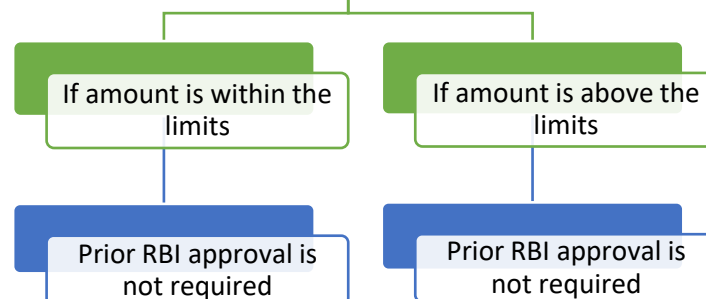 If amount is within the
limits
If amount is above the
limits
Prior RBI approval is
not required
Prior RBI approval is
not required